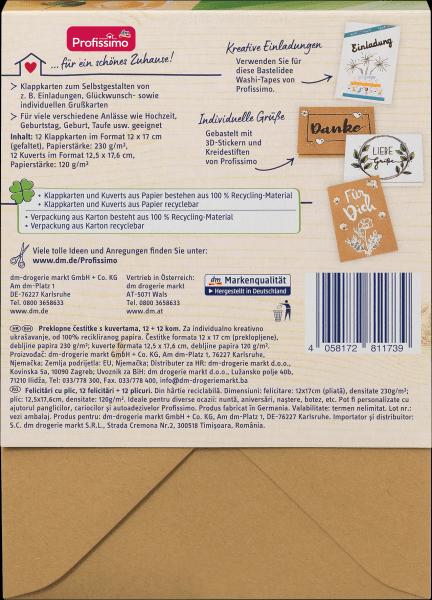 Profissimo
... für ein schönes Zuhause!
> Klappkarten zum Selbstgestalten von
z. B. Einladungen, Glückwunsch- sowie
individuellen Grußkarten
> Für viele verschiedene Anlässe wie Hochzeit,
Geburtstag, Geburt, Taufe usw. geeignet
Inhalt: 12 Klappkarten im Format 12 x 17 cm
(gefaltet), Papierstärke: 230 g/m²,
12 Kuverts im Format 12,5 x 17,6 cm,
Papierstärke: 120 g/m²
Kreative Einladungen
Verwenden Sie für
diese Bastelidee
Washi-Tapes von
Profissimo
Einladung
Individuelle Grüße
Gebastelt mit
3D-Stickern und
Kreidestiften
von Profissimo
Danke
LIEBE
Grüße
Für
Dich
• Klappkarten und Kuverts aus Papier bestehen aus 100 % Recycling-Material
• Klappkarten und Kuverts aus Papier recyclebar
• Verpackung aus Karton besteht aus 100 % Recycling-Material
• Verpackung aus Karton recyclebar
Viele tolle Ideen und Anregungen finden Sie unter:
www.dm.de/Profissimo
dm-drogerie markt GmbH + Co. KG
Am dm-Platz 1
DE-76227 Karlsruhe
Tel. 0800 3658633
www.dm.de
Vertrieb in Österreich:
dm drogerie markt
AT-5071 Wals
Tel. 0800 3658633
www.dm.at
dm Markenqualität
Hergestellt in Deutschland
4 058172 811739
Preklopne čestitke s kuvertama, 12 + 12 kom. Za individualno kreativno
ukrašavanje, od 100% recikliranog papira. Čestitke formata 12 x 17 cm (preklopljene),
debljine papira 230 g/m²; kuverte formata 12,5 x 17,6 cm, debljine papira 120 g/m².
Proizvođač: dm-drogerie markt GmbH + Co. KG, Am dm-Platz 1, 76227 Karlsruhe,
Njemačka; Zemlja podrijetla: EU, Njemačka; Distributer za HR: dm-drogerie markt d.o.o.,
Kovinska 5a, 10090 Zagreb; Uvoznik za BiH: dm drogerie markt d.o.o., Lužansko polje 40b,
71210 Ilidža, Tel: 033/778 300, Fax. 033/778 400, info@dm-drogeriemarkt.ba
Felicitări cu plic, 12 felicitări + 12 plicuri. Din hârtie reciclabilă. Dimensiuni: felicitare: 12x17cm (pliată), densitate 230g/m²;
plic: 12,5x17,6cm, densitate: 120g/m². Ideale pentru diverse ocazii: nuntă, aniversări, naștere, botez, etc. Pot fi personalizate cu
ajutorul panglicilor, cariocilor și autoadezivelor Profissimo. Produs fabricat în Germania. Valabilitate: termen nelimitat. Lot nr.:
vezi ambalaj. Produs pentru: dm-drogerie markt GmbH + Co. KG, Am dm-Platz 1, DE-76227 Karlsruhe. Importator și distribuitor:
S.C. dm drogerie markt S.R.L., Strada Cremona Nr.2, 300518 Timișoara, România.